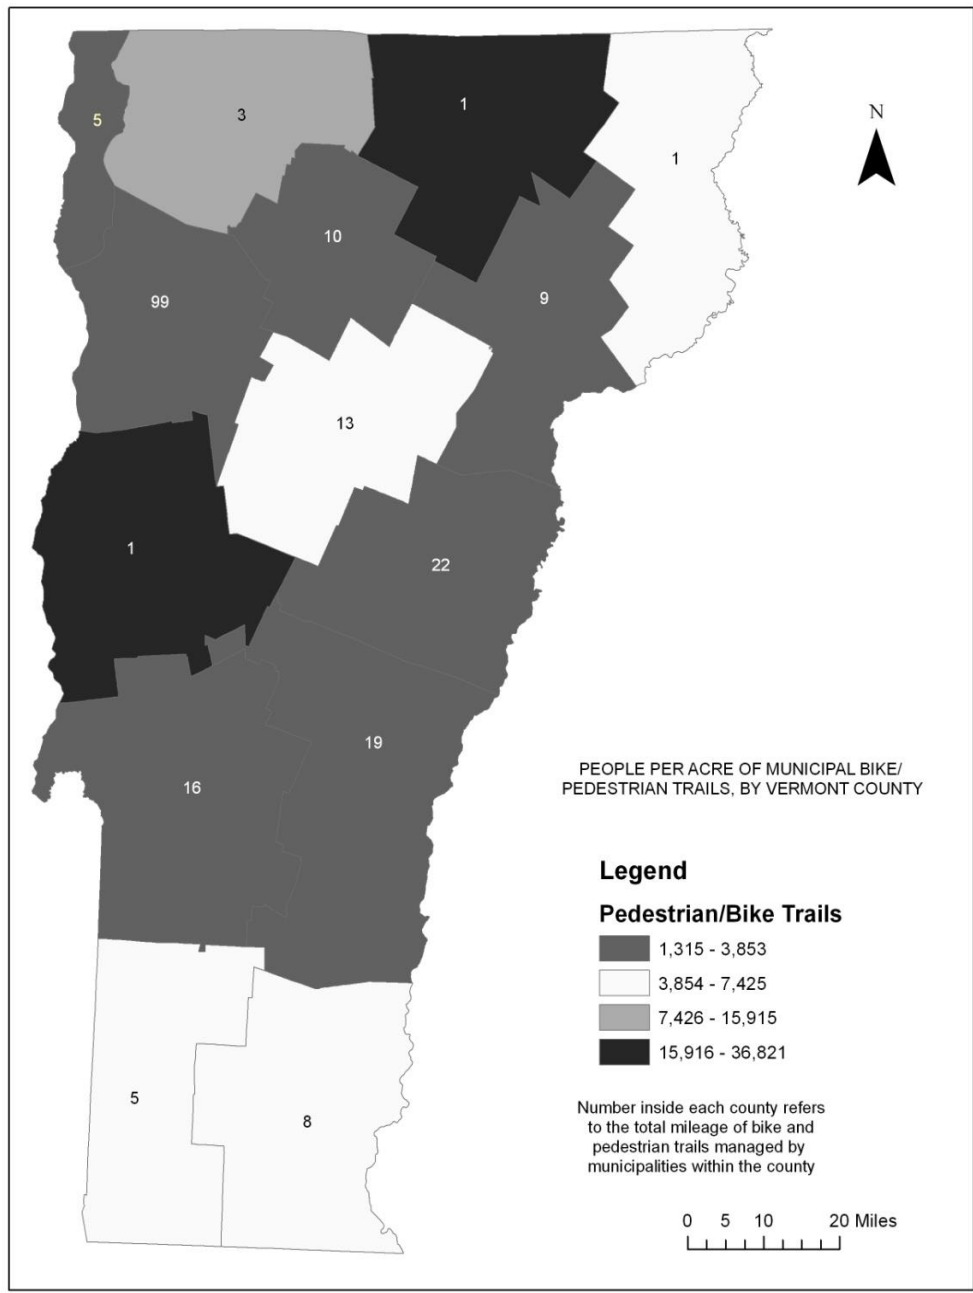 N
5
3
1
1
10
99
9
13
1
22
19
16
5
8
PEOPLE PER ACRE OF MUNICIPAL BIKE/
PEDESTRIAN TRAILS, BY VERMONT COUNTY
Legend
Pedestrian/Bike Trails
1,315 - 3,853
3,854 - 7,425
7,426 - 15,915
15,916 - 36,821
Number inside each county refers
to the total mileage of bike and
pedestrian trails managed by
municipalities within the county
0 5 10 20 Miles